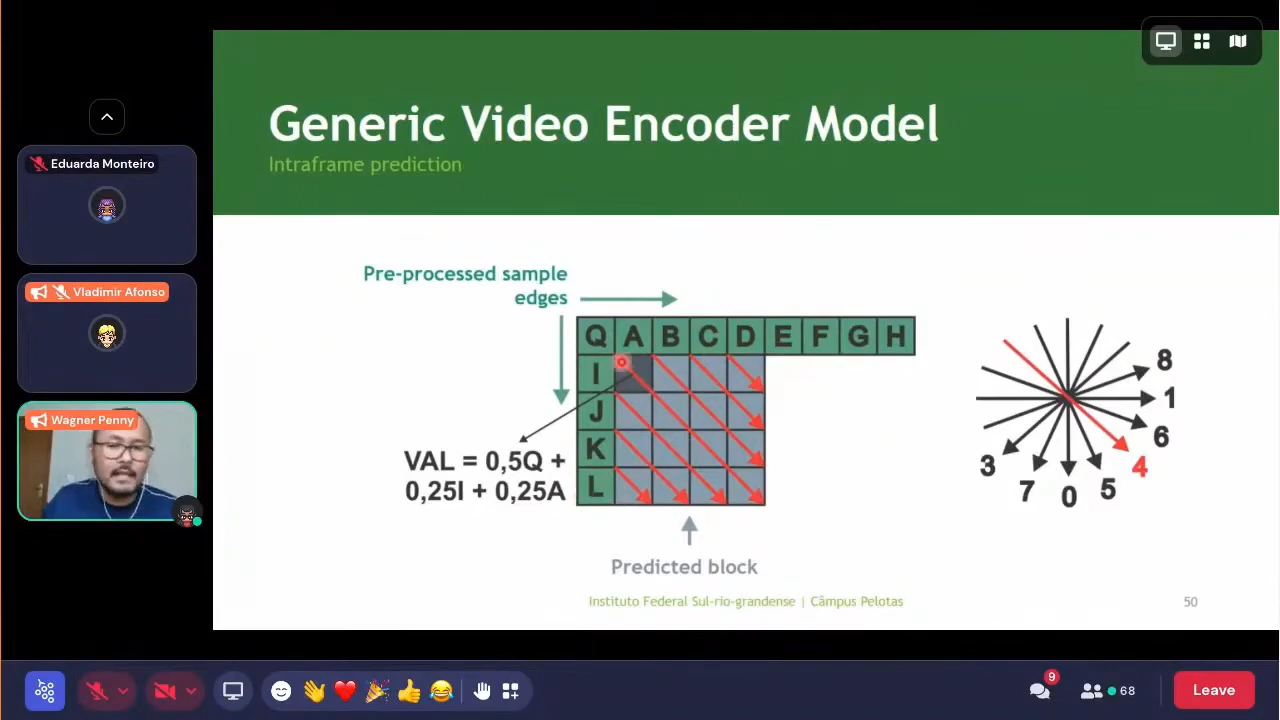 Generic Video Encoder Model
Intraframe prediction
Eduarda Monteiro
Vladimir Afonso
Wagner Penny
Pre-processed sample
edges
Q A B C D E F G H
I
J
K
L
VAL = 0,5Q +
0,25I + 0,25A
Predicted block
8
1
6
4
5
0
7
3
Instituto Federal Sul-rio-grandense | Câmpus Pelotas
50
9
68
Leave